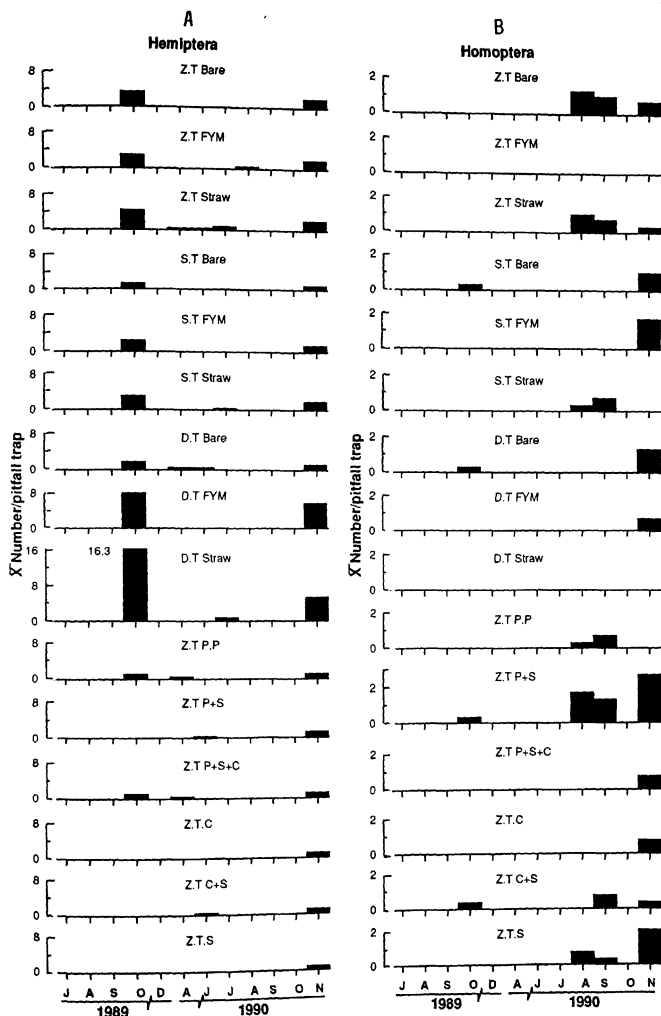 A
Hemiptera
8
0
Z.T Bare
8
0
Z.T FYM
8
0
Z.T Straw
8
0
S.T Bare
8
0
S.T FYM
8
0
S.T Straw
8
0
D.T Bare
8
0
D.T FYM
16
8
0
16.3
D.T Straw
8
0
Z.T P.P
8
0
Z.T P+S
8
0
Z.T P+S+C
8
0
Z.T.C
8
0
Z.T C+S
8
0
Z.T.S
X̄ Number/pitfall trap
J A S O D A J J A S N
1989 1990
B
Homoptera
2
0
Z.T Bare
2
0
Z.T FYM
2
0
Z.T Straw
2
0
S.T Bare
2
0
S.T FYM
2
0
S.T Straw
2
0
D.T Bare
2
0
D.T FYM
2
0
D.T Straw
2
0
Z.T P.P
2
0
Z.T P+S
2
0
Z.T P+S+C
2
0
Z.T.C
2
0
Z.T C+S
2
0
Z.T.S
X̄ Number/pitfall trap
J A S O D A J J A S N
1989 1990